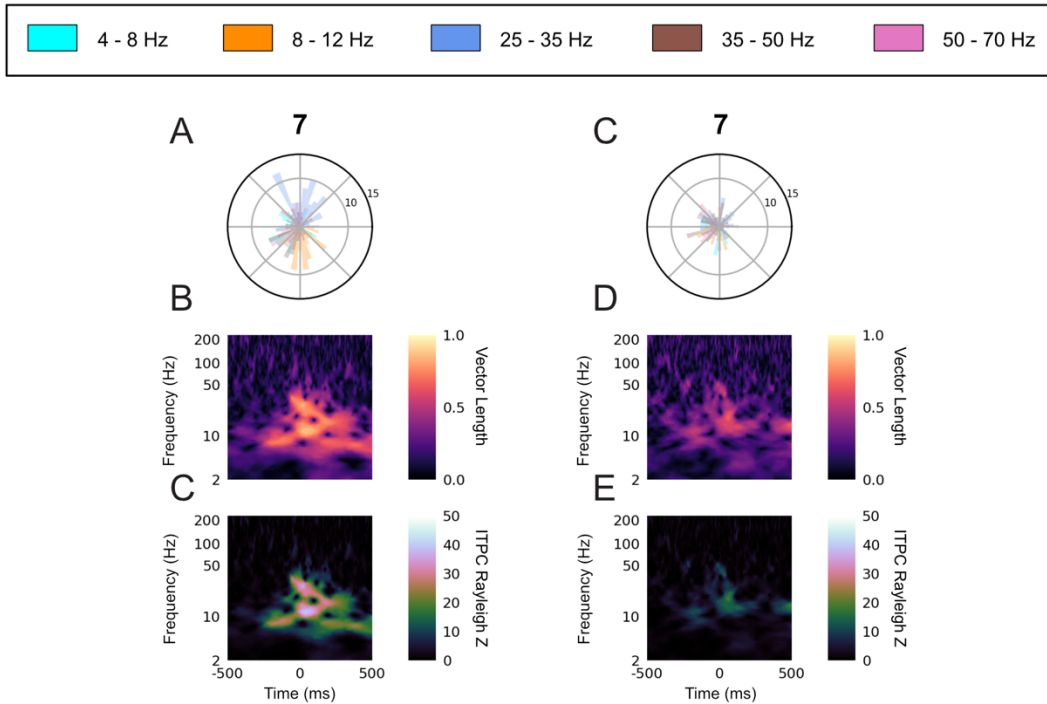 4 - 8 Hz 8 - 12 Hz 25 - 35 Hz 35 - 50 Hz 50 - 70 Hz
A 7 C 7
15 15
10 10
B D
200 1.0 200 1.0
100 100
50 50
Frequency (Hz) 0.5 Vector Length Frequency (Hz) 0.5 Vector Length
10 10
2 0.0 2 0.0
C E
200 50 200 50
100 40 100 40
50 30 50 30
Frequency (Hz) ITPC Rayleigh Z Frequency (Hz) ITPC Rayleigh Z
20 20
10 10 10 10
2 0 2 0
-500 0 500 -500 0 500
Time (ms) Time (ms)